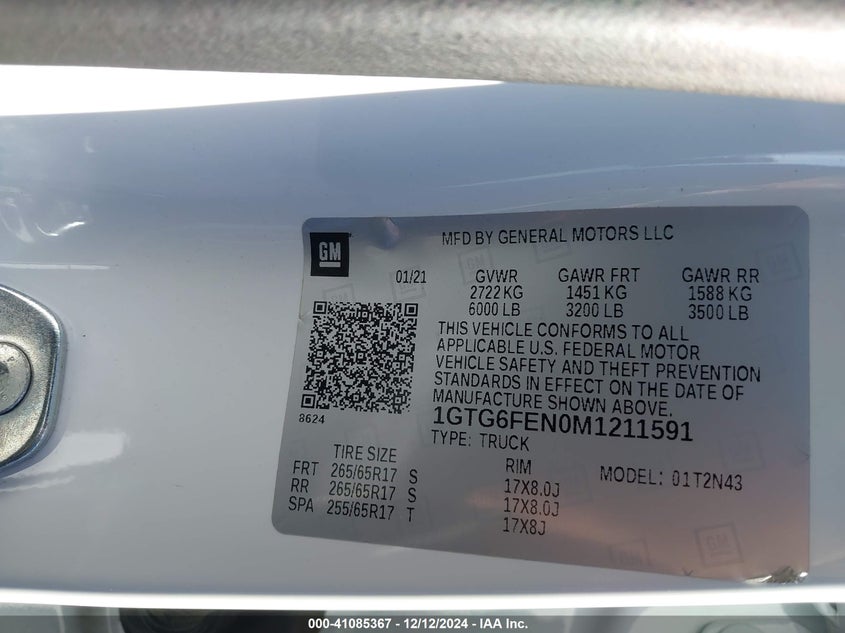 GM
MFD BY GENERAL MOTORS LLC
01/21 GVWR GAWR FRT GAWR RR
2722 KG 1451 KG 1588 KG
6000 LB 3200 LB 3500 LB
THIS VEHICLE CONFORMS TO ALL
APPLICABLE U.S. FEDERAL MOTOR
VEHICLE SAFETY AND THEFT PREVENTION
STANDARDS IN EFFECT ON THE DATE OF
MANUFACTURE SHOWN ABOVE.
8624
1GTG6FEN0M1211591
TYPE: TRUCK
TIRE SIZE RIM MODEL: 01T2N43
FRT 265/65R17 S 17X8.0J
RR 265/65R17 S 17X8.0J
SPA 255/65R17 T 17X8J
GM
000-41085367 - 12/12/2024 - IAA Inc.